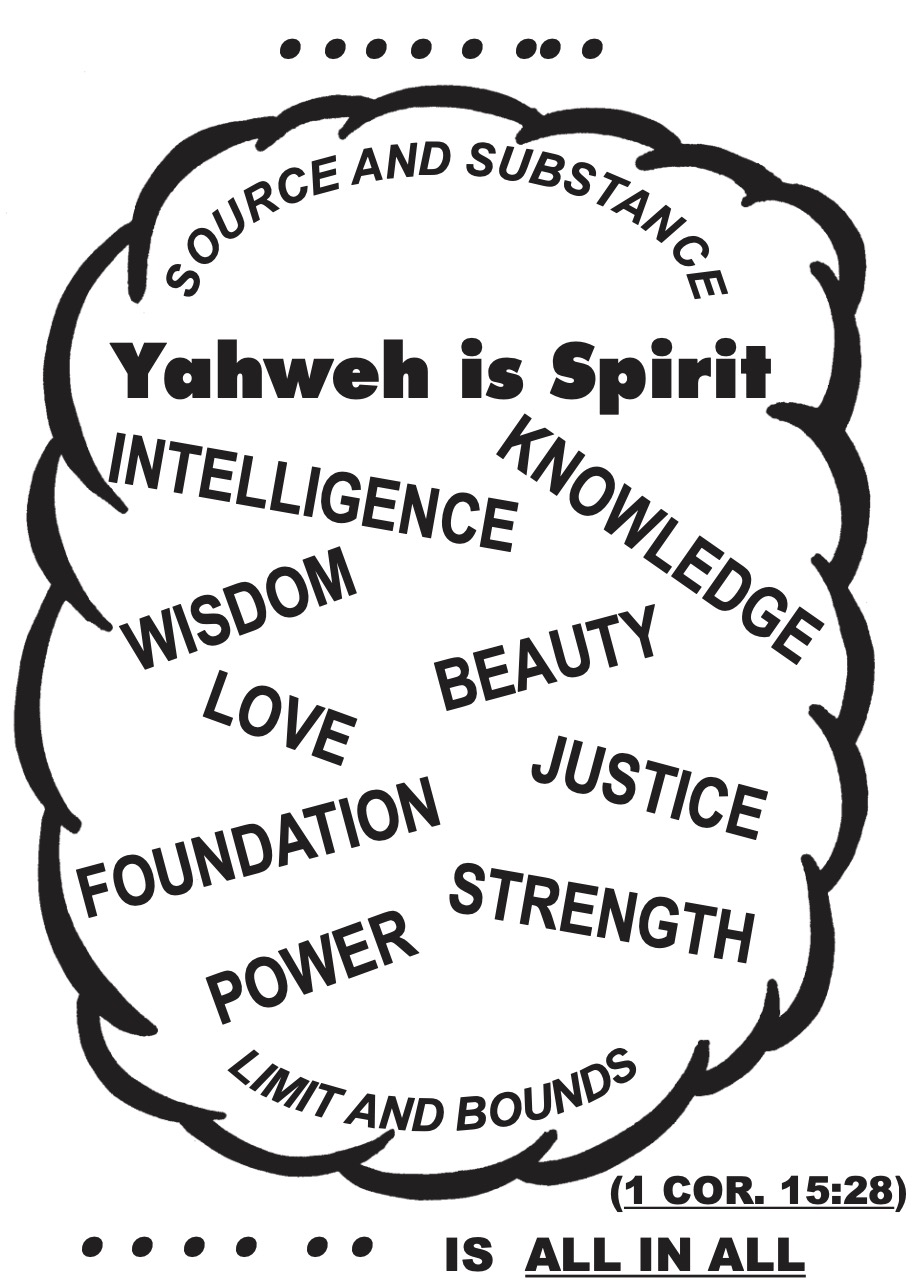 SOURCE AND SUBSTANCE
Yahweh is Spirit
INTELLIGENCE
KNOWLEDGE
WISDOM
BEAUTY
LOVE
JUSTICE
FOUNDATION
STRENGTH
POWER
LIMIT AND BOUNDS
(1 COR. 15:28)
IS ALL IN ALL